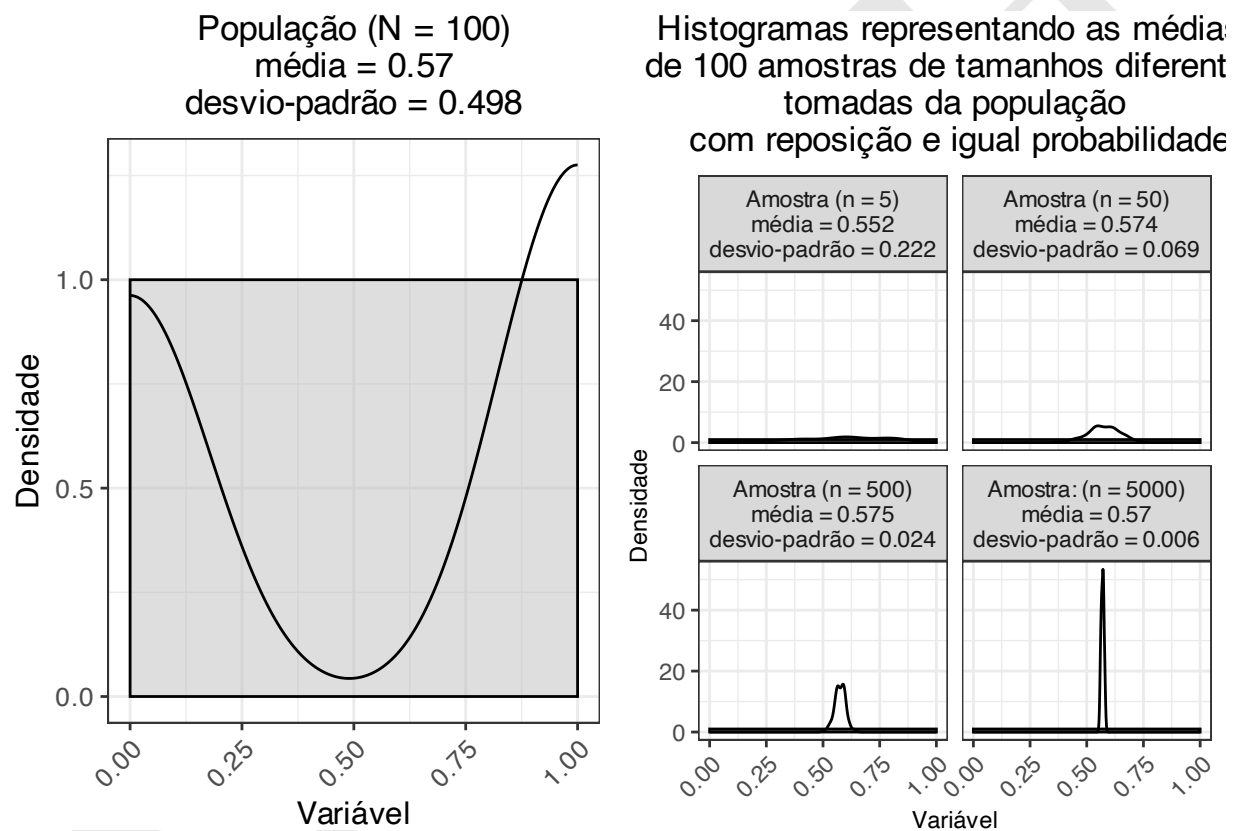 População (N = 100)
média = 0.57
desvio-padrão = 0.498
Densidade
1.0
0.5
0.0
0.00
0.25
0.50
0.75
1.00
Variável
Histogramas representando as médias
de 100 amostras de tamanhos diferent
tomadas da população
com reposição e igual probabilidade
Amostra (n = 5)
média = 0.552
desvio-padrão = 0.222
Amostra (n = 50)
média = 0.574
desvio-padrão = 0.069
40
20
0
Densidade
Amostra (n = 500)
média = 0.575
desvio-padrão = 0.024
Amostra: (n = 5000)
média = 0.57
desvio-padrão = 0.006
40
20
0
0.00
0.25
0.50
0.75
1.00
0.00
0.25
0.50
0.75
1.00
Variável